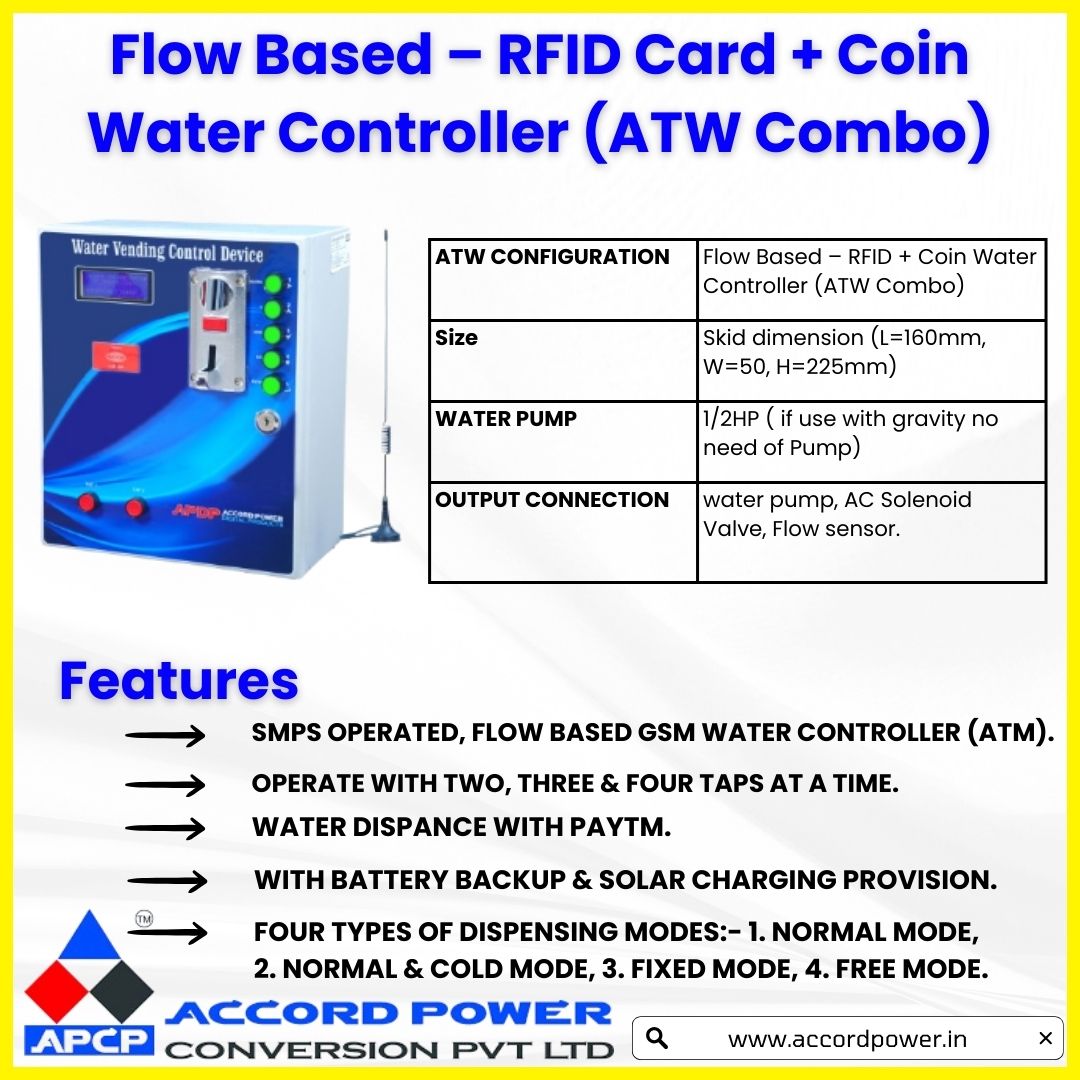 Flow Based – RFID Card + Coin
Water Controller (ATW Combo)
Water Vending Control Device
APDP ACCORD POWER
DIGITAL PRODUCTS
ATW CONFIGURATION
Flow Based – RFID + Coin Water
Controller (ATW Combo)
Size
Skid dimension (L=160mm,
W=50, H=225mm)
WATER PUMP
1/2HP ( if use with gravity no
need of Pump)
OUTPUT CONNECTION
water pump, AC Solenoid
Valve, Flow sensor.
Features
SMPS OPERATED, FLOW BASED GSM WATER CONTROLLER (ATM).
OPERATE WITH TWO, THREE & FOUR TAPS AT A TIME.
WATER DISPANCE WITH PAYTM.
WITH BATTERY BACKUP & SOLAR CHARGING PROVISION.
FOUR TYPES OF DISPENSING MODES:- 1. NORMAL MODE,
2. NORMAL & COLD MODE, 3. FIXED MODE, 4. FREE MODE.
TM
APCP
ACCORD POWER
CONVERSION PVT LTD
www.accordpower.in